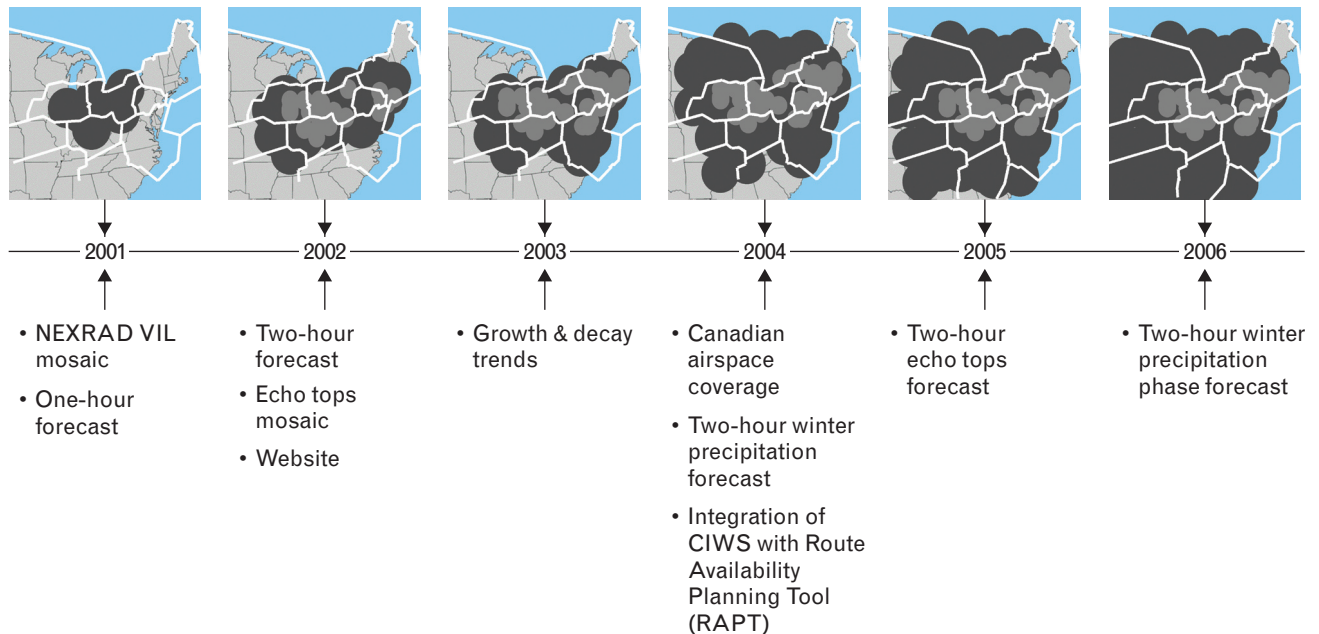 2001
2002
2003
2004
2005
2006
• NEXRAD VIL
mosaic
• One-hour
forecast
• Two-hour
forecast
• Echo tops
mosaic
• Website
• Growth & decay
trends
• Canadian
airspace
coverage
• Two-hour winter
precipitation
forecast
• Integration of
CIWS with Route
Availability
Planning Tool
(RAPT)
• Two-hour
echo tops
forecast
• Two-hour winter
precipitation
phase forecast